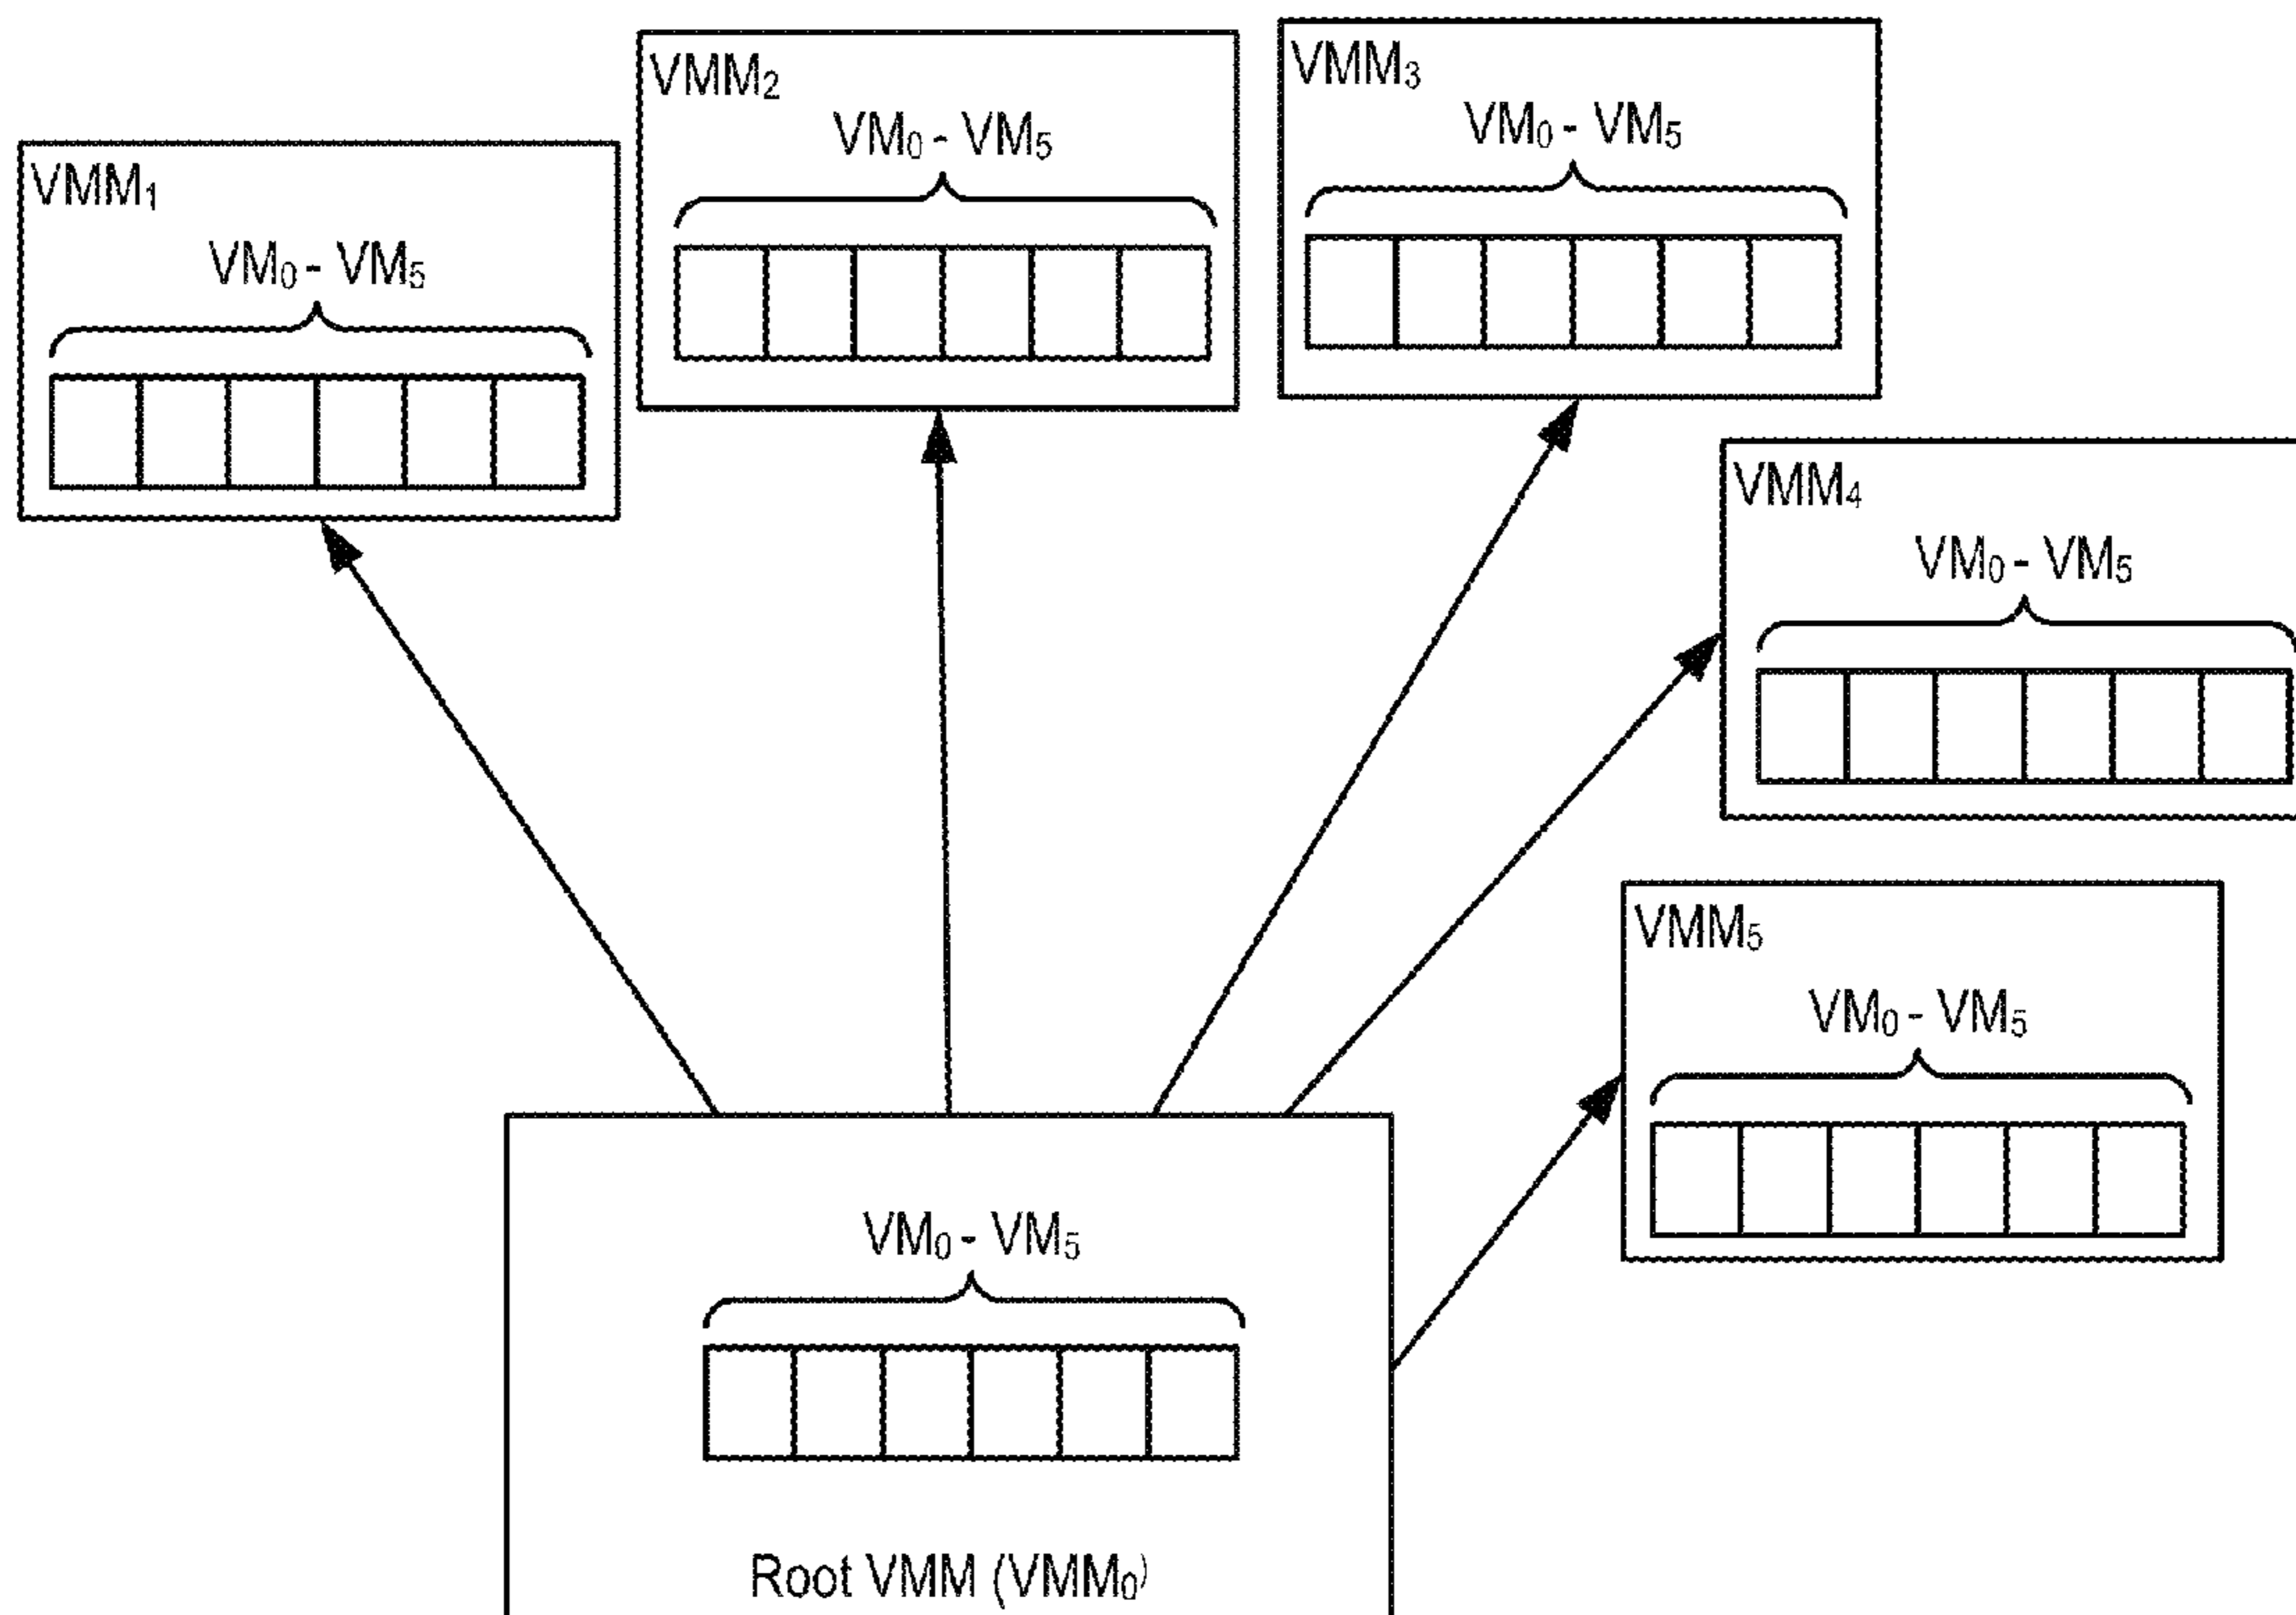 VMM₁
VM₀ - VM₅
VMM₂
VM₀ - VM₅
VMM₃
VM₀ - VM₅
VMM₄
VM₀ - VM₅
VMM₅
VM₀ - VM₅
VM₀ - VM₅
Root VMM (VMM₀)